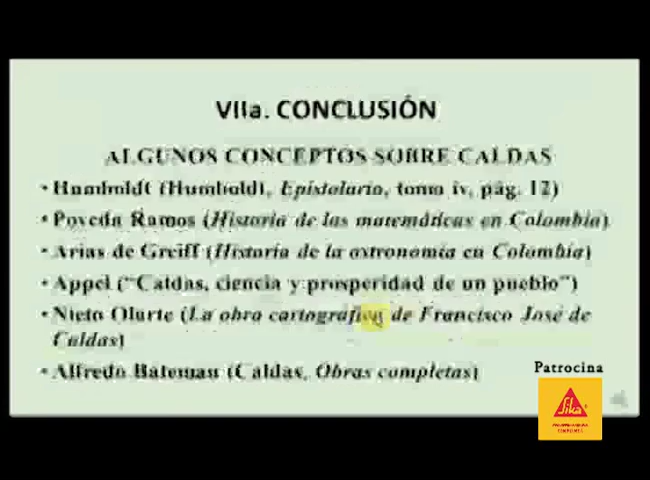 VIIa. CONCLUSIÓN
ALGUNOS CONCEPTOS SOBRE CALDAS
• Humboldt (Humboldt, Epistolario, tomo iv, pág. 12)
• Poveda Ramos (Historia de las matemáticas en Colombia)
• Arias de Greiff (Historia de la astronomía en Colombia)
• Appel (“Caldas, ciencia y prosperidad de un pueblo”)
• Nieto Olarte (La obra cartográfica de Francisco José de
Caldas)
• Alfredo Bateman (Caldas, Obras completas)
Patrocina
Sika